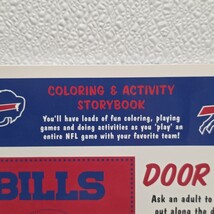 COLORING & ACTIVITY
STORYBOOK
You'll have loads of fun coloring, playing
games and doing activities as you 'play' an
entire NFL game with your favorite team!
BILLS
DOOR
Ask an adult to
out along the d